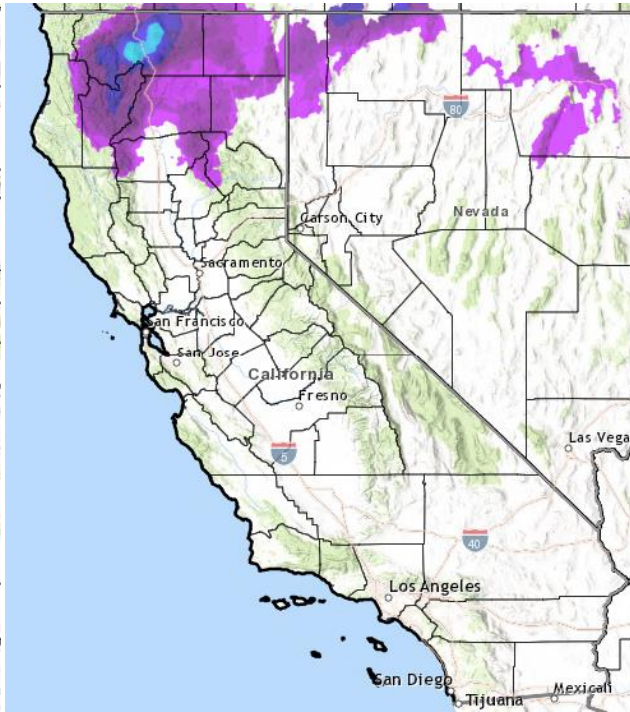 80
Carson City
Nevada
Sacramento
San Francisco
San Jose
California
Fresno
5
Las Vega
40
Los Angeles
San Diego
Tijuana
Mexicali